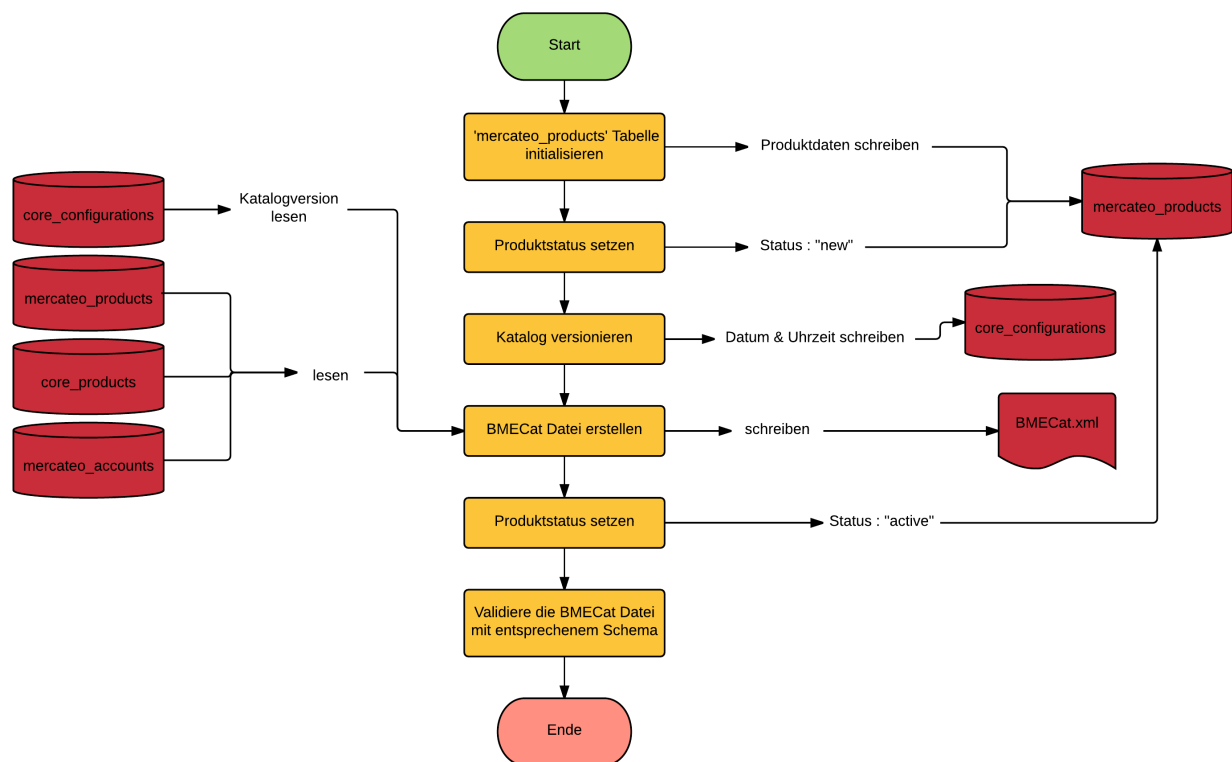 Start
'mercateo_products' Tabelle
initialisieren
Produktdaten schreiben
mercateo_products
core_configurations
Katalogversion
lesen
Produktstatus setzen
Status : "new"
mercateo_products
Katalog versionieren
Datum & Uhrzeit schreiben
core_configurations
core_products
lesen
BMECat Datei erstellen
schreiben
BMECat.xml
mercateo_accounts
Produktstatus setzen
Status : "active"
Validiere die BMECat Datei
mit entsprechenem Schema
Ende